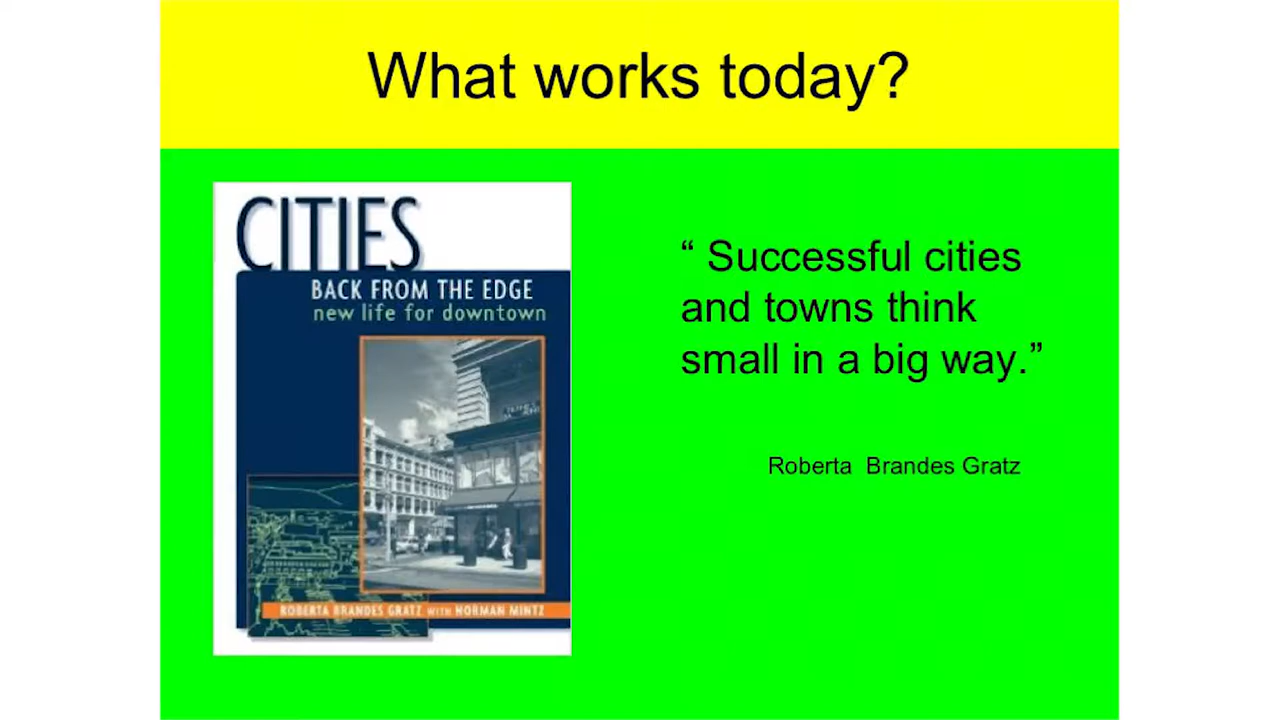 What works today?
CITIES
BACK FROM THE EDGE
new life for downtown
ROBERTA BRANDES GRATZ WITH NORMAN MINTZ
“ Successful cities
and towns think
small in a big way.”
Roberta Brandes Gratz